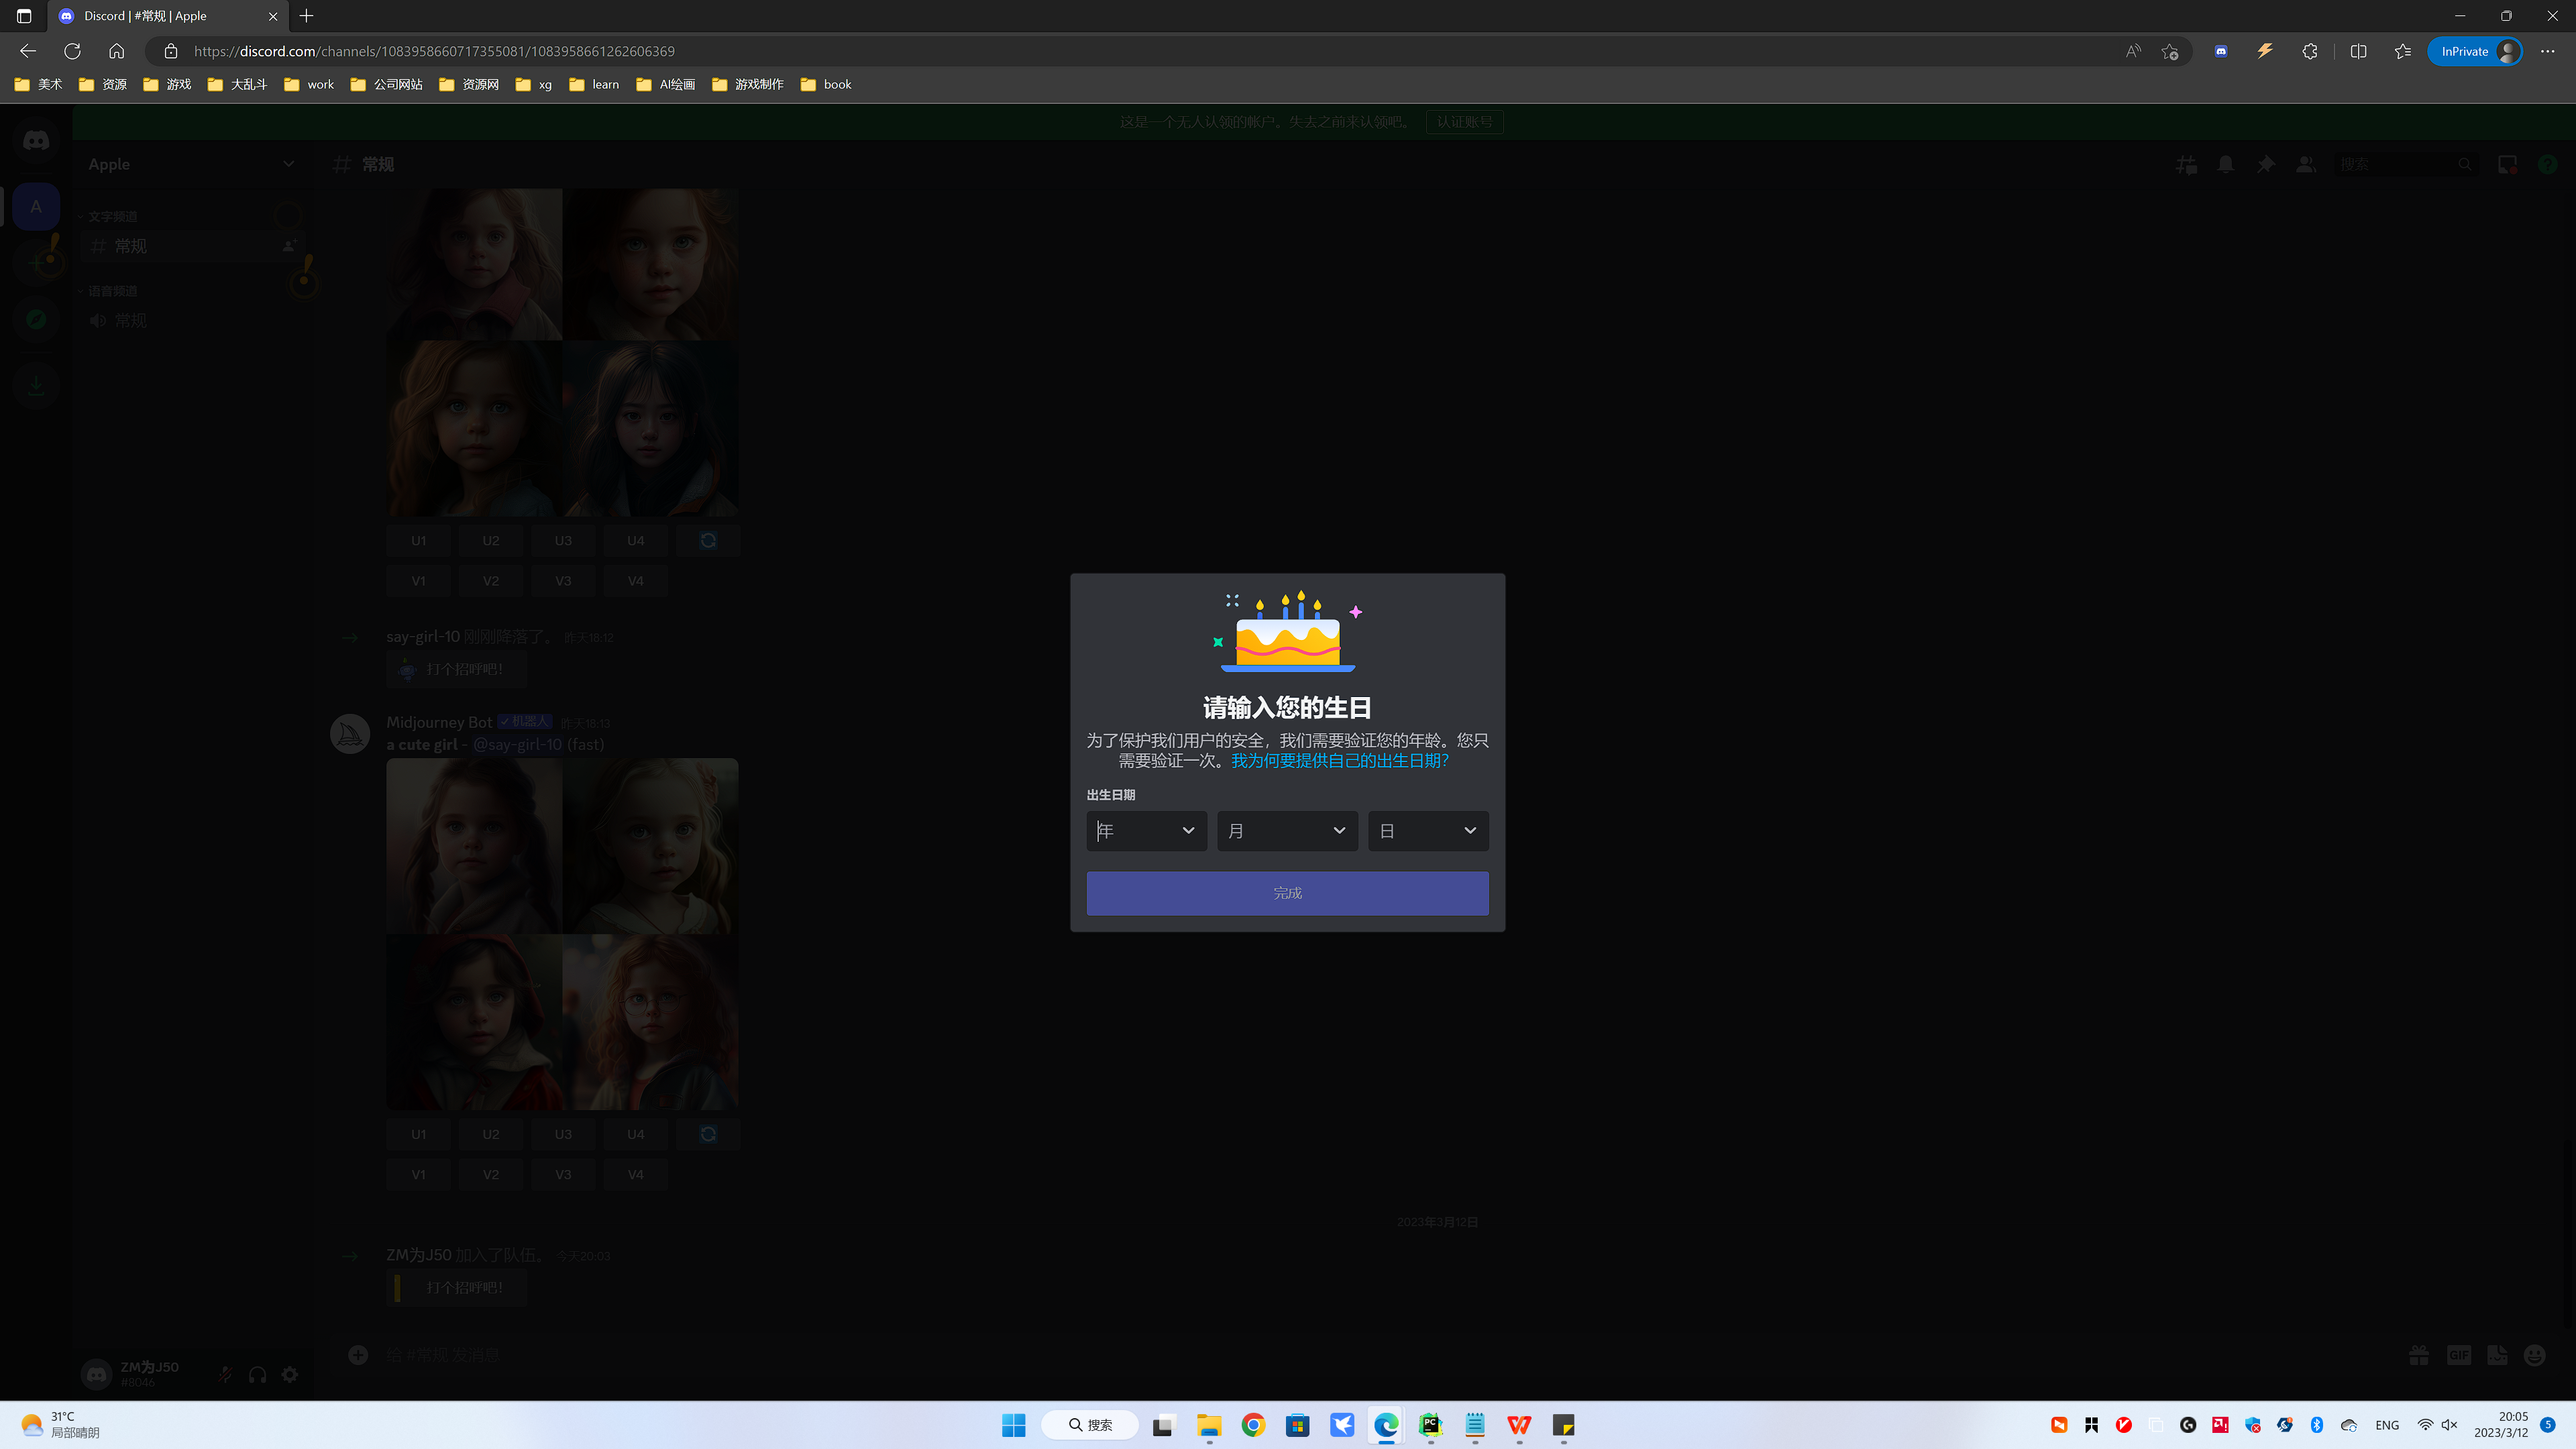 Discord | #常规 | Apple
https://discord.com/channels/1083958660717355081/1083958661262606369
InPrivate
美术
资源
游戏
大乱斗
work
公司网站
资源网
xg
learn
AI绘画
游戏制作
book
这是一个无人认领的帐户。失去之前来认领吧。
认证账号
Apple
常规
搜索
A
文字频道
常规
语音频道
常规
U1 U2 U3 U4
V1 V2 V3 V4
say-girl-10 刚刚降落了。 昨天18:12
打个招呼吧!
Midjourney Bot ✓机器人 昨天18:13
a cute girl - @say-girl-10 (fast)
U1 U2 U3 U4
V1 V2 V3 V4
2023年3月12日
ZM为J50 加入了队伍。 今天20:03
打个招呼吧!
给 #常规 发消息
GIF
ZM为J50
#8046
请输入您的生日
为了保护我们用户的安全，我们需要验证您的年龄。您只
需要验证一次。我为何要提供自己的出生日期?
出生日期
年
月
日
完成
31°C
局部晴朗
搜索
PC
ENG
20:05
2023/3/12
5